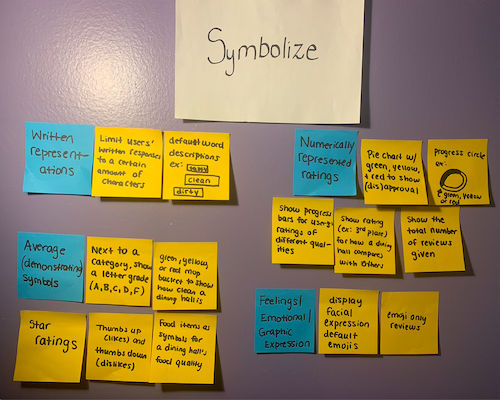 Symbolize
Written
represent-
ations
Limit users'
written responses
to a certain
amount of
characters
default word
descriptions
ex:
clean
dirty
Numerically
represented
ratings
Pie chart w/
green, yellow,
+ red to show
(dis)approval
progress circle
ex:
green, yellow
or red
Show progress
bars for users'
ratings of
different qual-
ities
Show rating
(ex: 3rd place)
for how a dining
hall compares
with others
Show the
total number
of reviews
given
Average
(demonstrating)
symbols
Next to a
category, show
a letter grade
(A, B, C, D, F)
green, yellow,
or red mop
bucket to show
how clean a
dining hall is
Star
ratings
Thumbs up
(likes) and
thumbs down
(dislikes)
Food items as
symbols for
a dining hall's
food quality
Feelings/
Emotional/
Graphic
Expression
display
facial
expression
default
emojis
emoji only
reviews